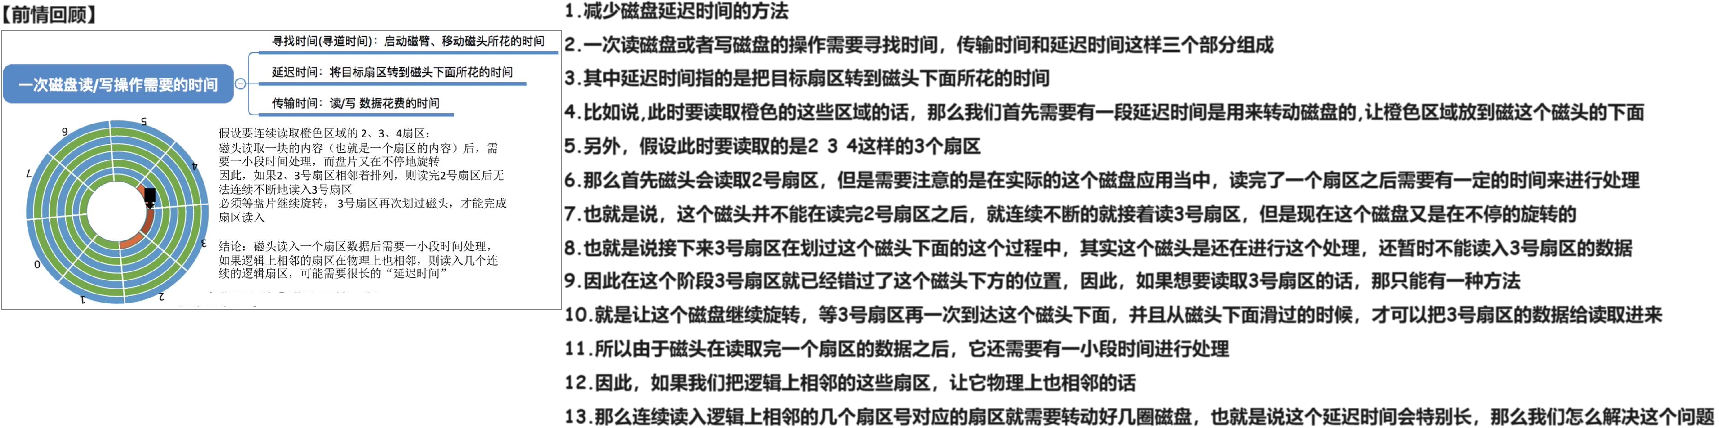 【前情回顾】
一次磁盘读/写操作需要的时间
寻找时间(寻道时间)：启动磁臂、移动磁头所花的时间
延迟时间：将目标扇区转到磁头下面所花的时间
传输时间：读/写 数据花费的时间
5
6
4
7
3
0
2
1
假设要连续读取橙色区域的 2、3、4扇区：
磁头读取一块的内容（也就是一个扇区的内容）后，需
要一小段时间处理，而盘片又在不停地旋转
因此，如果2、3号扇区相邻着排列，则读完2号扇区后无
法连续不断地读入3号扇区
必须等盘片继续旋转，3号扇区再次划过磁头，才能完成
扇区读入
结论：磁头读入一个扇区数据后需要一小段时间处理，
如果逻辑上相邻的扇区在物理上也相邻，则读入几个连
续的逻辑扇区，可能需要很长的“延迟时间”
1.减少磁盘延迟时间的方法
2.一次读磁盘或者写磁盘的操作需要寻找时间，传输时间和延迟时间这样三个部分组成
3.其中延迟时间指的是把目标扇区转到磁头下面所花的时间
4.比如说,此时要读取橙色的这些区域的话，那么我们首先需要有一段延迟时间是用来转动磁盘的,让橙色区域放到磁这个磁头的下面
5.另外，假设此时要读取的是2 3 4这样的3个扇区
6.那么首先磁头会读取2号扇区，但是需要注意的是在实际的这个磁盘应用当中，读完了一个扇区之后需要有一定的时间来进行处理
7.也就是说，这个磁头并不能在读完2号扇区之后，就连续不断的就接着读3号扇区，但是现在这个磁盘又是在不停的旋转的
8.也就是说接下来3号扇区在划过这个磁头下面的这个过程中，其实这个磁头是还在进行这个处理，还暂时不能读入3号扇区的数据
9.因此在这个阶段3号扇区就已经错过了这个磁头下方的位置，因此，如果想要读取3号扇区的话，那只能有一种方法
10.就是让这个磁盘继续旋转，等3号扇区再一次到达这个磁头下面，并且从磁头下面滑过的时候，才可以把3号扇区的数据给读取进来
11.所以由于磁头在读取完一个扇区的数据之后，它还需要有一小段时间进行处理
12.因此，如果我们把逻辑上相邻的这些扇区，让它物理上也相邻的话
13.那么连续读入逻辑上相邻的几个扇区号对应的扇区就需要转动好几圈磁盘，也就是说这个延迟时间会特别长，那么我们怎么解决这个问题